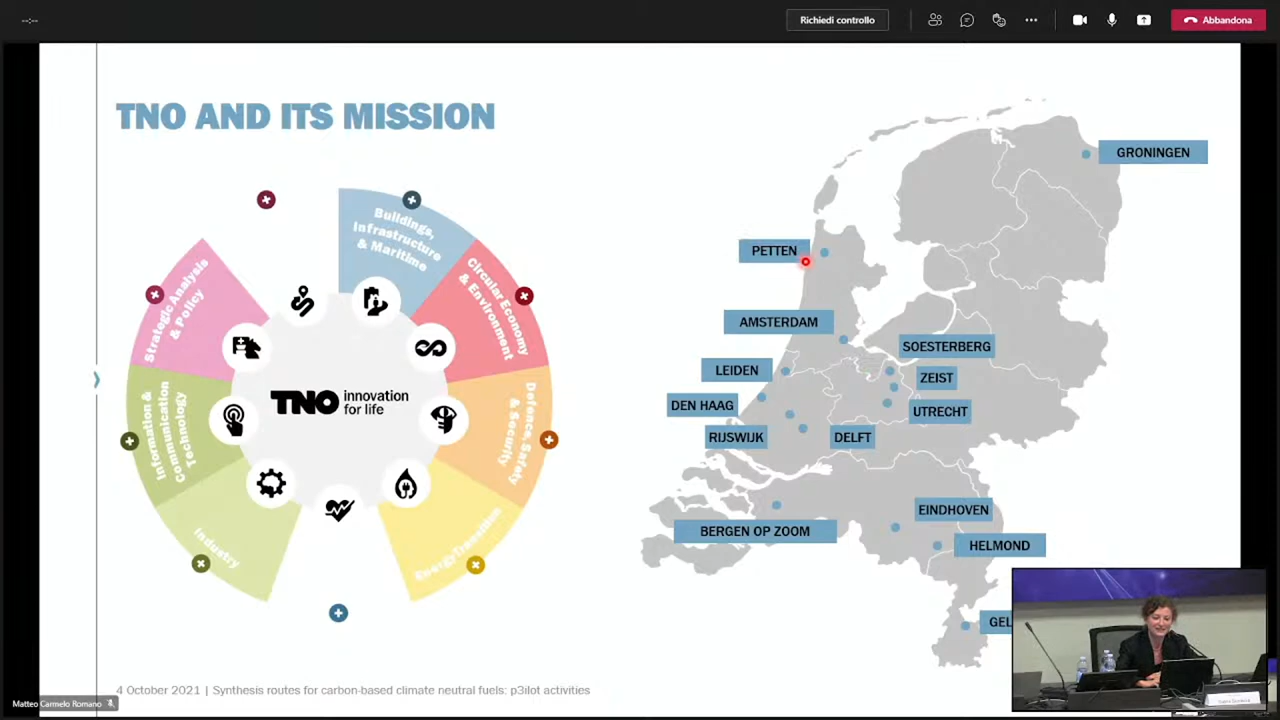 --:--
Richiedi controllo
Abbandona
TNO AND ITS MISSION
Buildings,
Infrastructure
& Maritime
Circular Economy
& Environment
Defence, Safety
& Security
Energy Transition
Industry
Information &
Communication
Technology
Strategic Analysis
& Policy
TNO innovation
for life
GRONINGEN
PETTEN
AMSTERDAM
SOESTERBERG
LEIDEN
ZEIST
DEN HAAG
UTRECHT
RIJSWIJK
DELFT
EINDHOVEN
BERGEN OP ZOOM
HELMOND
GEL
4 October 2021 | Synthesis routes for carbon-based climate neutral fuels: p3ilot activities
Matteo Carmelo Romano